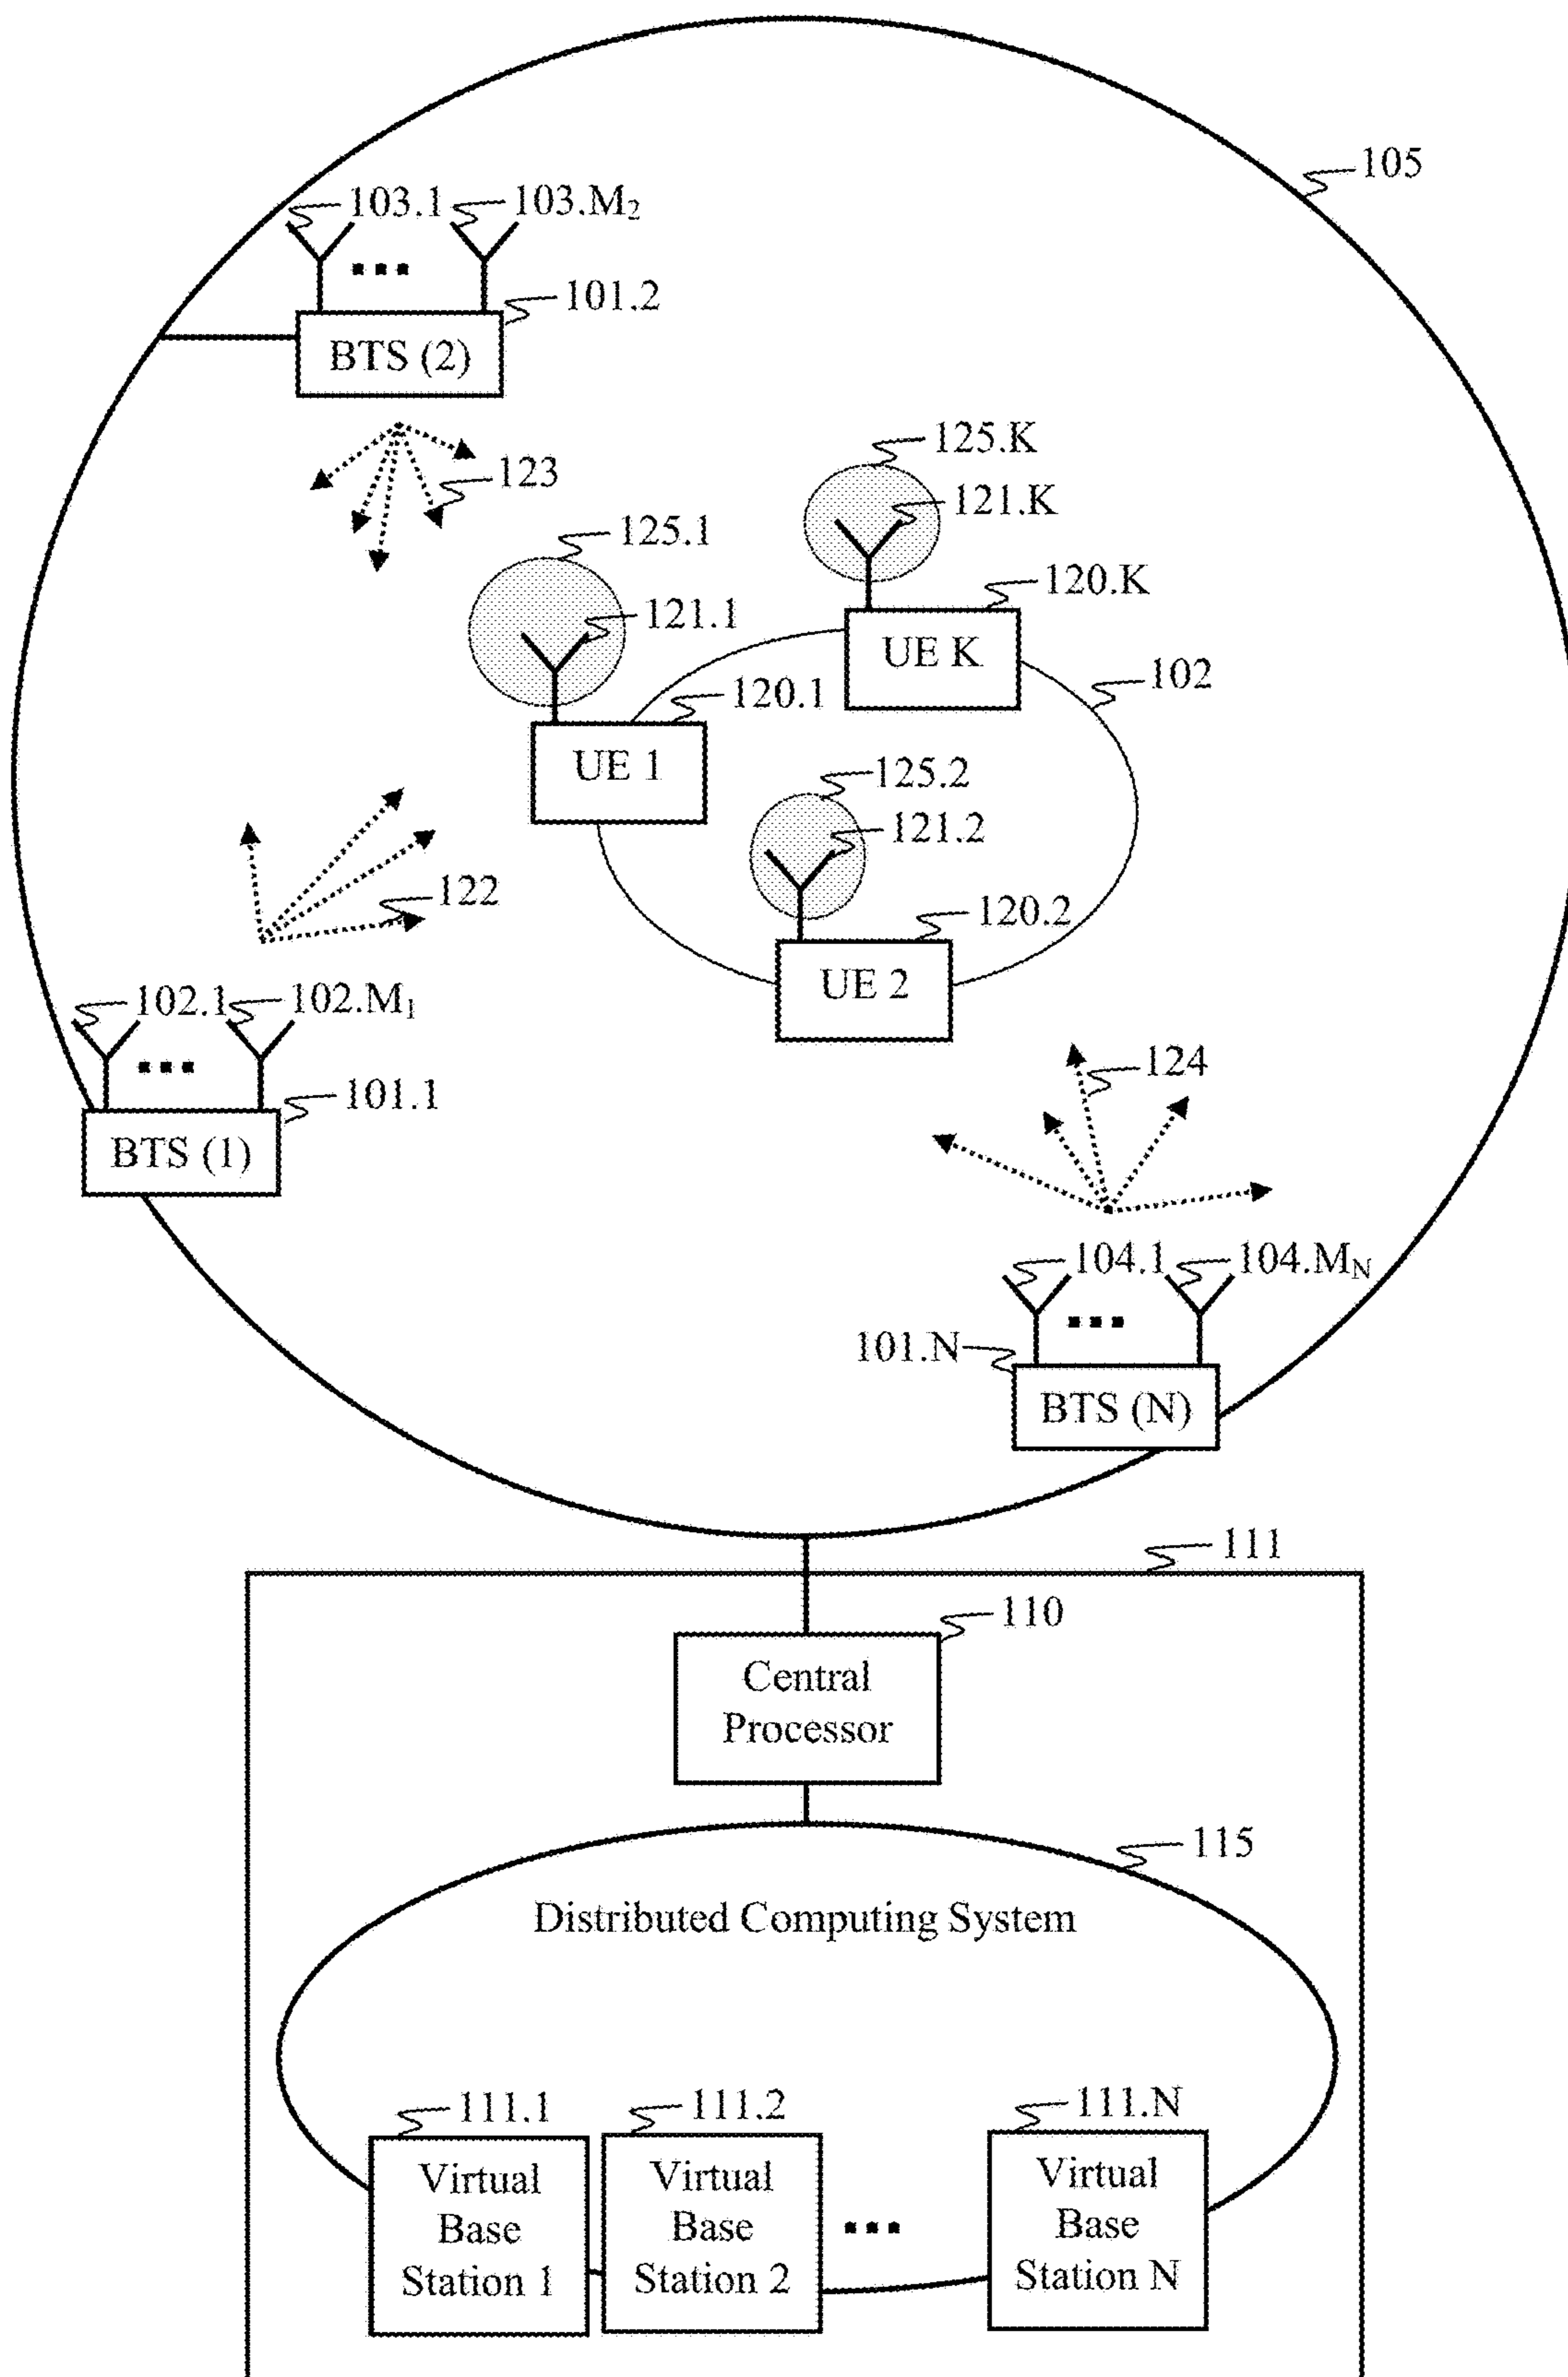 105
103.1
103.M2
101.2
BTS (2)
123
125.K
121.K
125.1
120.K
121.1
UE K
102
120.1
UE 1
125.2
121.2
122
120.2
UE 2
102.1
102.M1
124
101.1
BTS (1)
104.1
104.MN
101.N
BTS (N)
111
110
Central
Processor
115
Distributed Computing System
111.1
111.2
111.N
Virtual
Base
Station 1
Virtual
Base
Station 2
Virtual
Base
Station N